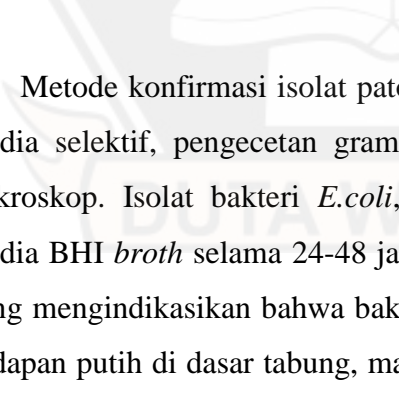 Metode konfirmasi isolat pat
dia selektif, pengecetan gram
kroskop. Isolat bakteri E.coli,
dia BHI broth selama 24-48 ja
ng mengindikasikan bahwa bak
dapan putih di dasar tabung, ma
DUTA W